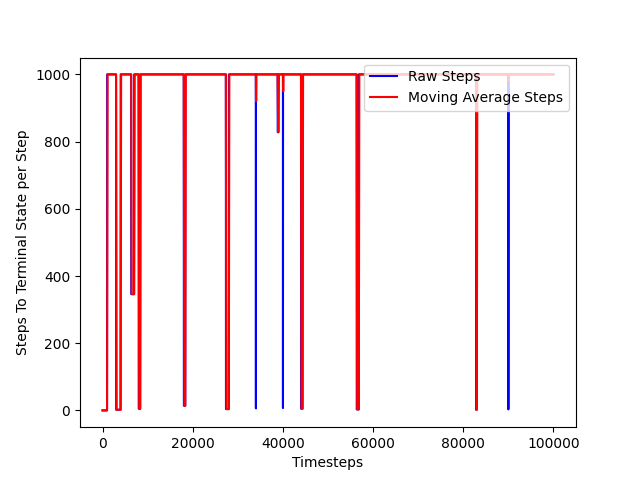 Raw Steps
Moving Average Steps
Steps To Terminal State per Step
1000
800
600
400
200
0
0 20000 40000 60000 80000 100000
Timesteps